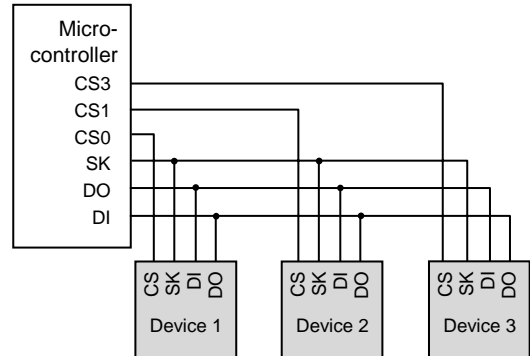 Micro-
controller
CS3
CS1
CS0
SK
DO
DI
CS SK DI DO
Device 1
CS SK DI DO
Device 2
CS SK DI DO
Device 3